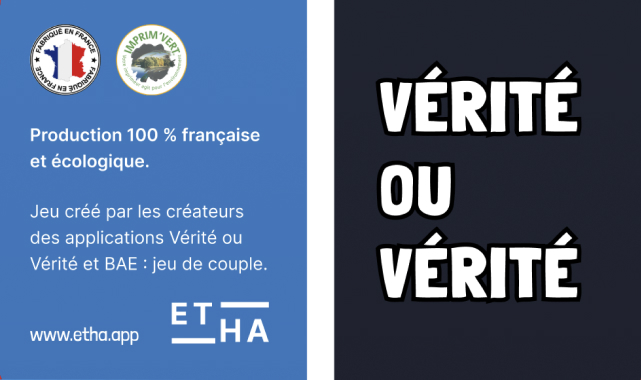 FABRIQUÉ EN FRANCE
FABRIQUÉ EN FRANCE
IMPRIM'VERT
Production 100 % française
et écologique.
Jeu créé par les créateurs
des applications Vérité ou
Vérité et BAE : jeu de couple.
www.etha.app
ET
HA
VÉRITÉ
OU
VÉRITÉ